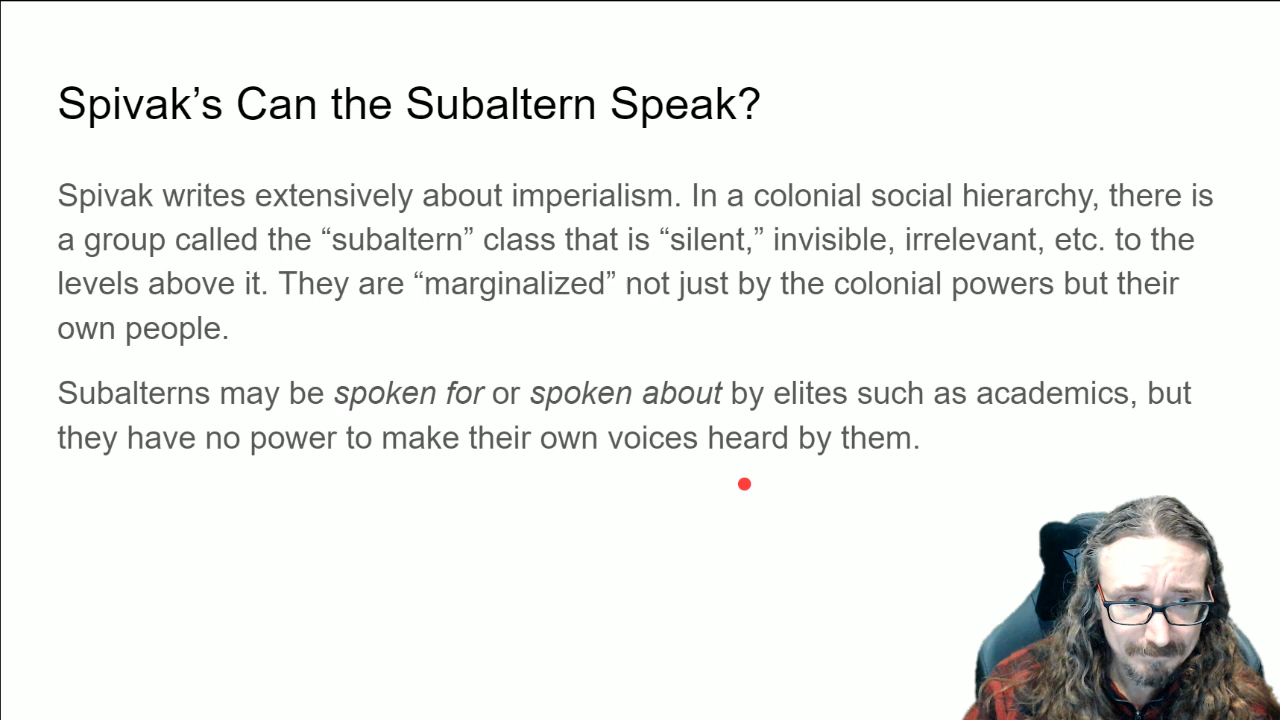 Spivak’s Can the Subaltern Speak?
Spivak writes extensively about imperialism. In a colonial social hierarchy, there is
a group called the “subaltern” class that is “silent,” invisible, irrelevant, etc. to the
levels above it. They are “marginalized” not just by the colonial powers but their
own people.
Subalterns may be spoken for or spoken about by elites such as academics, but
they have no power to make their own voices heard by them.